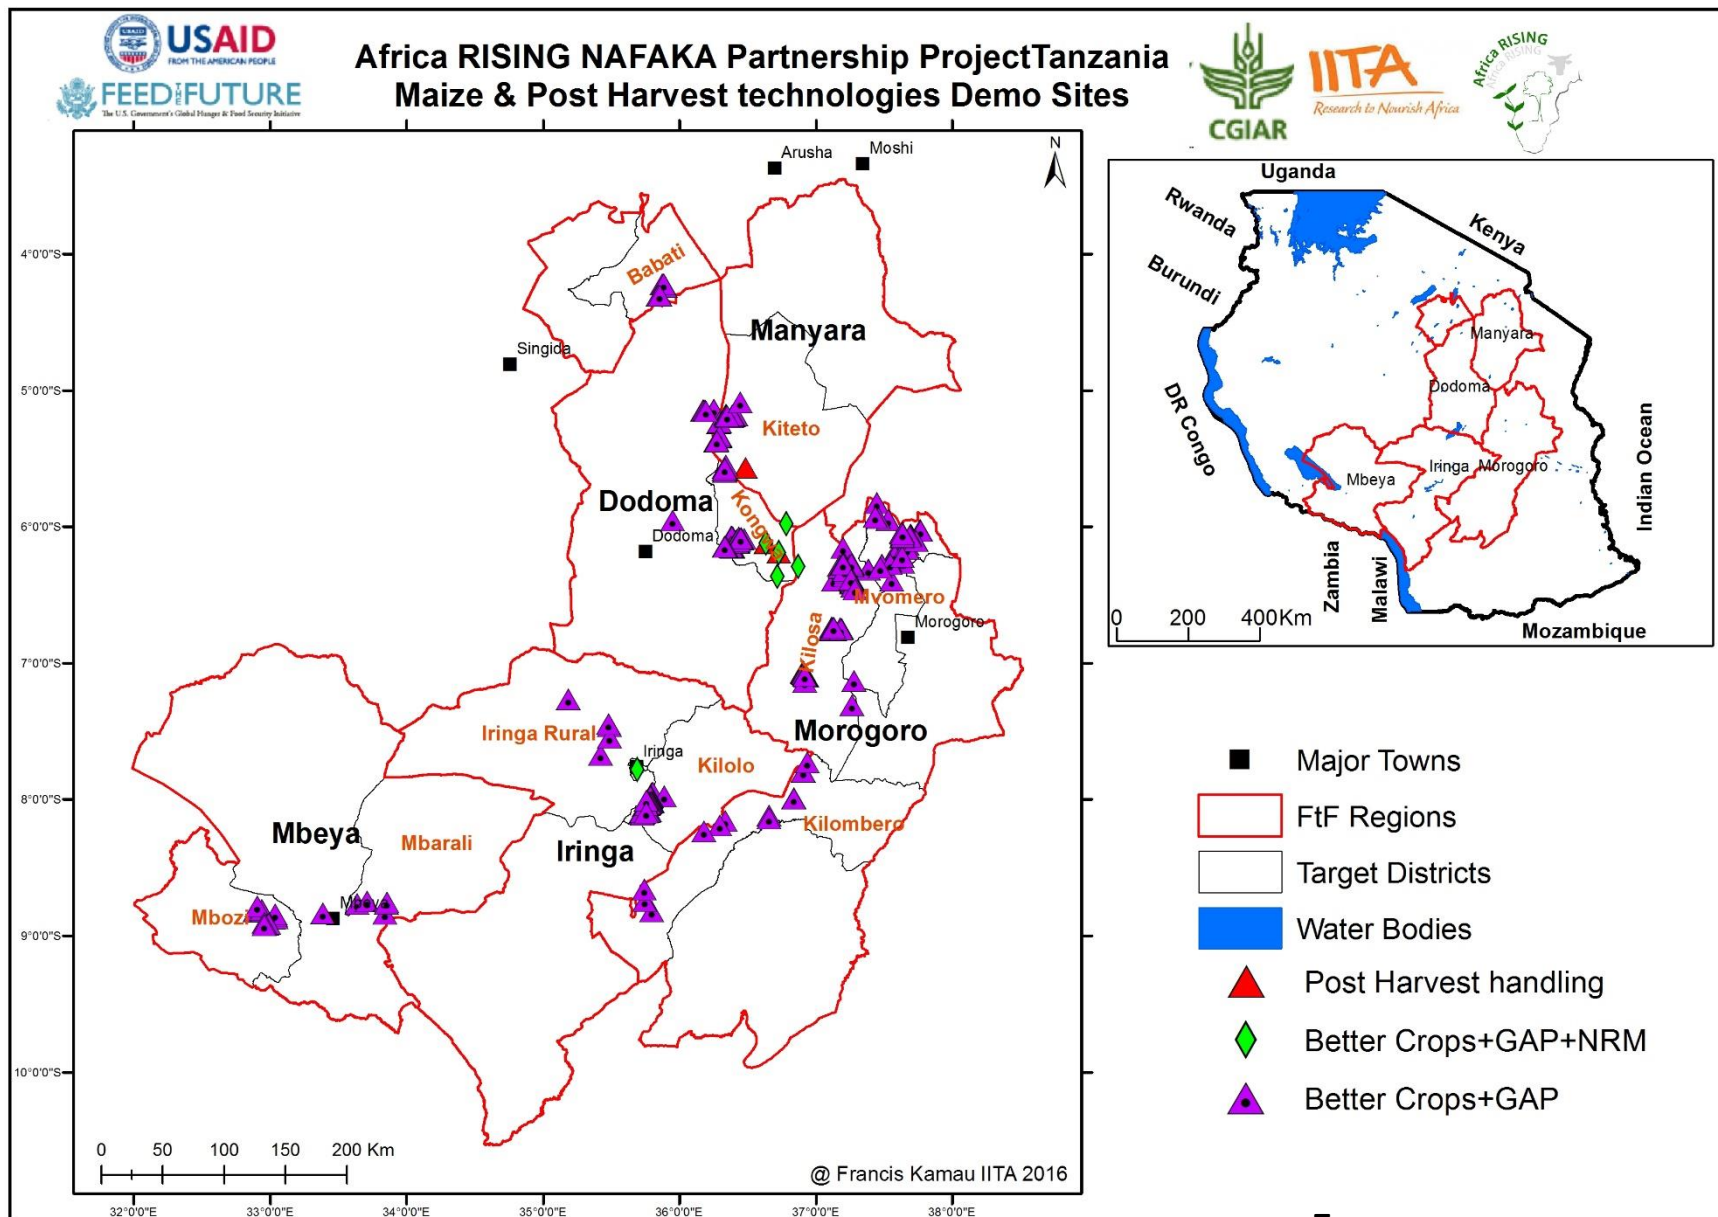 USAID
FROM THE AMERICAN PEOPLE
FEED THE FUTURE
The U.S. Government's Global Hunger & Food Security Initiative
Africa RISING NAFAKA Partnership ProjectTanzania
Maize & Post Harvest technologies Demo Sites
CGIAR
IITA
Research to Nourish Africa
Africa RISING
Africa RISING
N
Arusha
Moshi
Babati
Manyara
Singida
Kiteto
Dodoma
Kongwa
Dodoma
Mvomero
Morogoro
Kilosa
Iringa Rural
Iringa
Kilolo
Morogoro
Mbeya
Mbarali
Iringa
Kilombero
Mbozi
Mbeya
4°0'0"S
5°0'0"S
6°0'0"S
7°0'0"S
8°0'0"S
9°0'0"S
10°0'0"S
0 50 100 150 200 Km
@ Francis Kamau IITA 2016
32°0'0"E
33°0'0"E
34°0'0"E
35°0'0"E
36°0'0"E
37°0'0"E
38°0'0"E
Uganda
Rwanda
Kenya
Burundi
Manyara
Dodoma
DR Congo
Indian Ocean
Iringa
Morogoro
Mbeya
Zambia
Malawi
Mozambique
0 200 400Km
Major Towns
FtF Regions
Target Districts
Water Bodies
Post Harvest handling
Better Crops+GAP+NRM
Better Crops+GAP